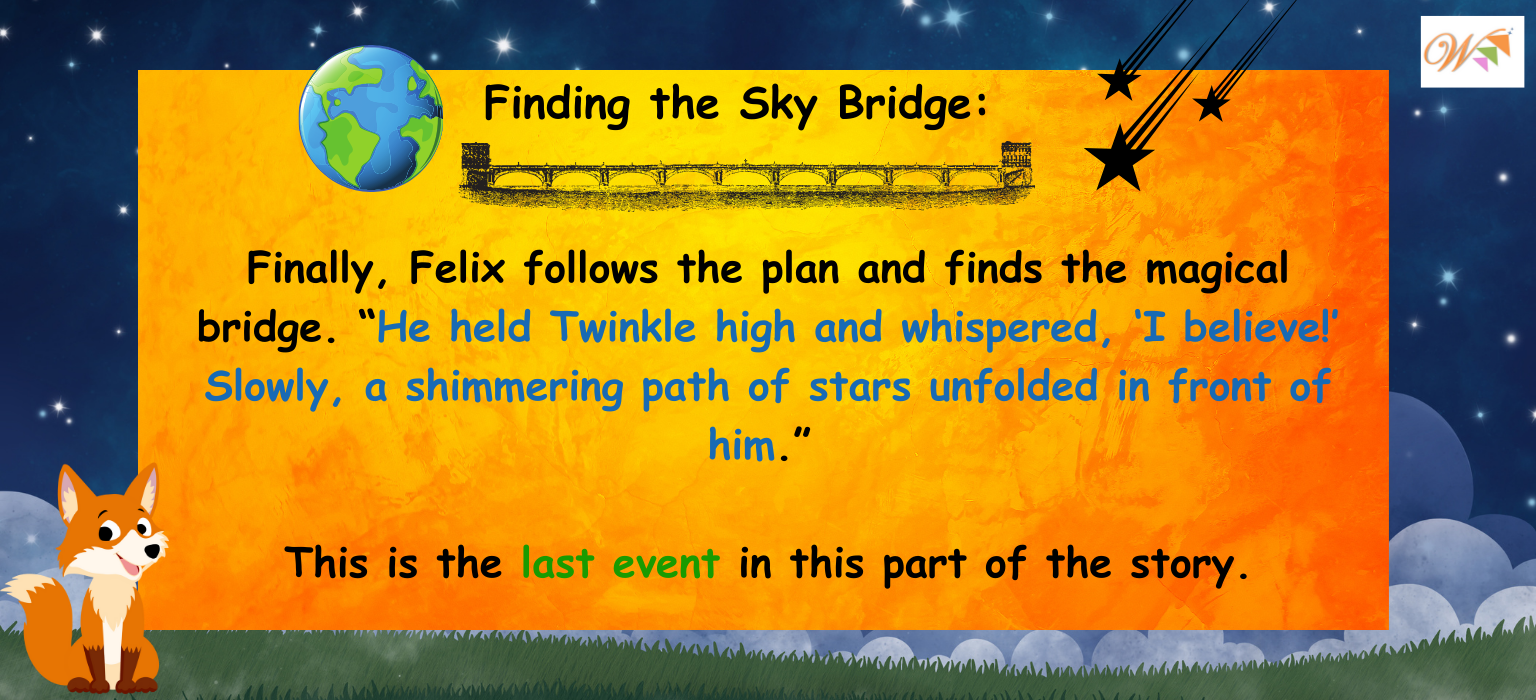 W
Finding the Sky Bridge:
Finally, Felix follows the plan and finds the magical
bridge. “He held Twinkle high and whispered, ‘I believe!’
Slowly, a shimmering path of stars unfolded in front of
him.”
This is the last event in this part of the story.